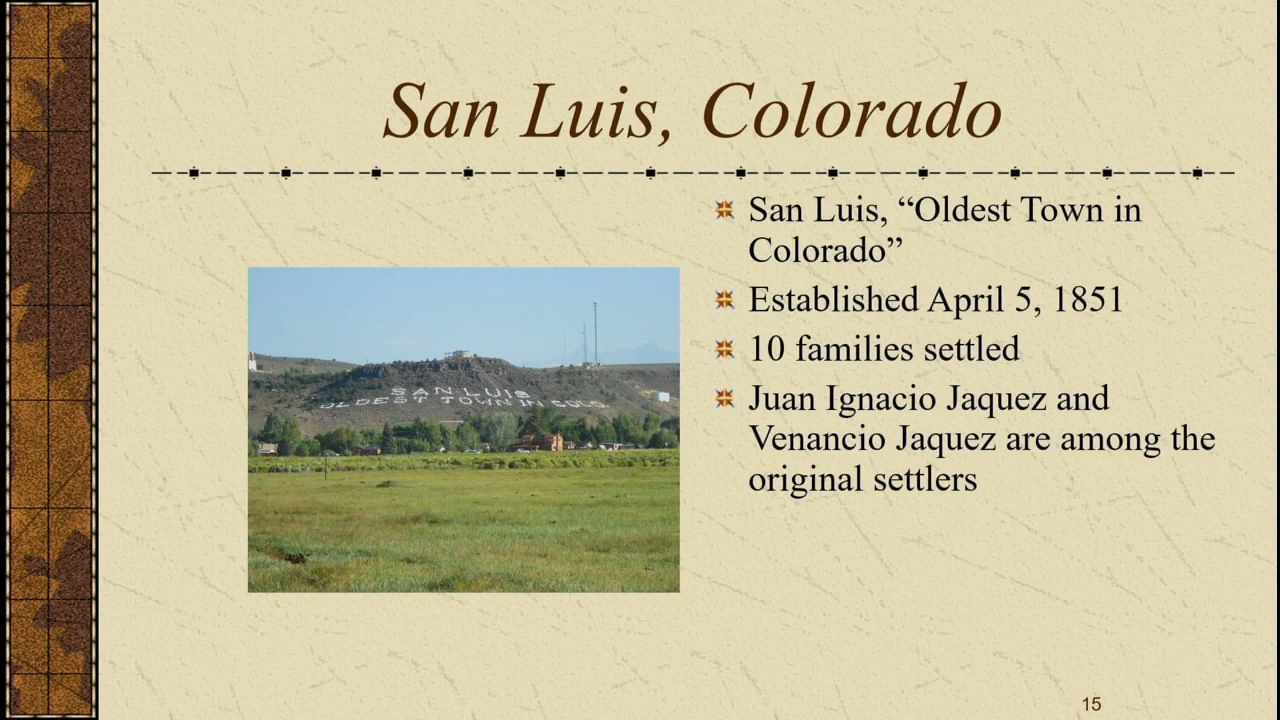 San Luis, Colorado
San Luis, “Oldest Town in
Colorado”
Established April 5, 1851
10 families settled
Juan Ignacio Jaquez and
Venancio Jaquez are among the
original settlers
SAN LUIS
OLDEST TOWN IN COLO.
15